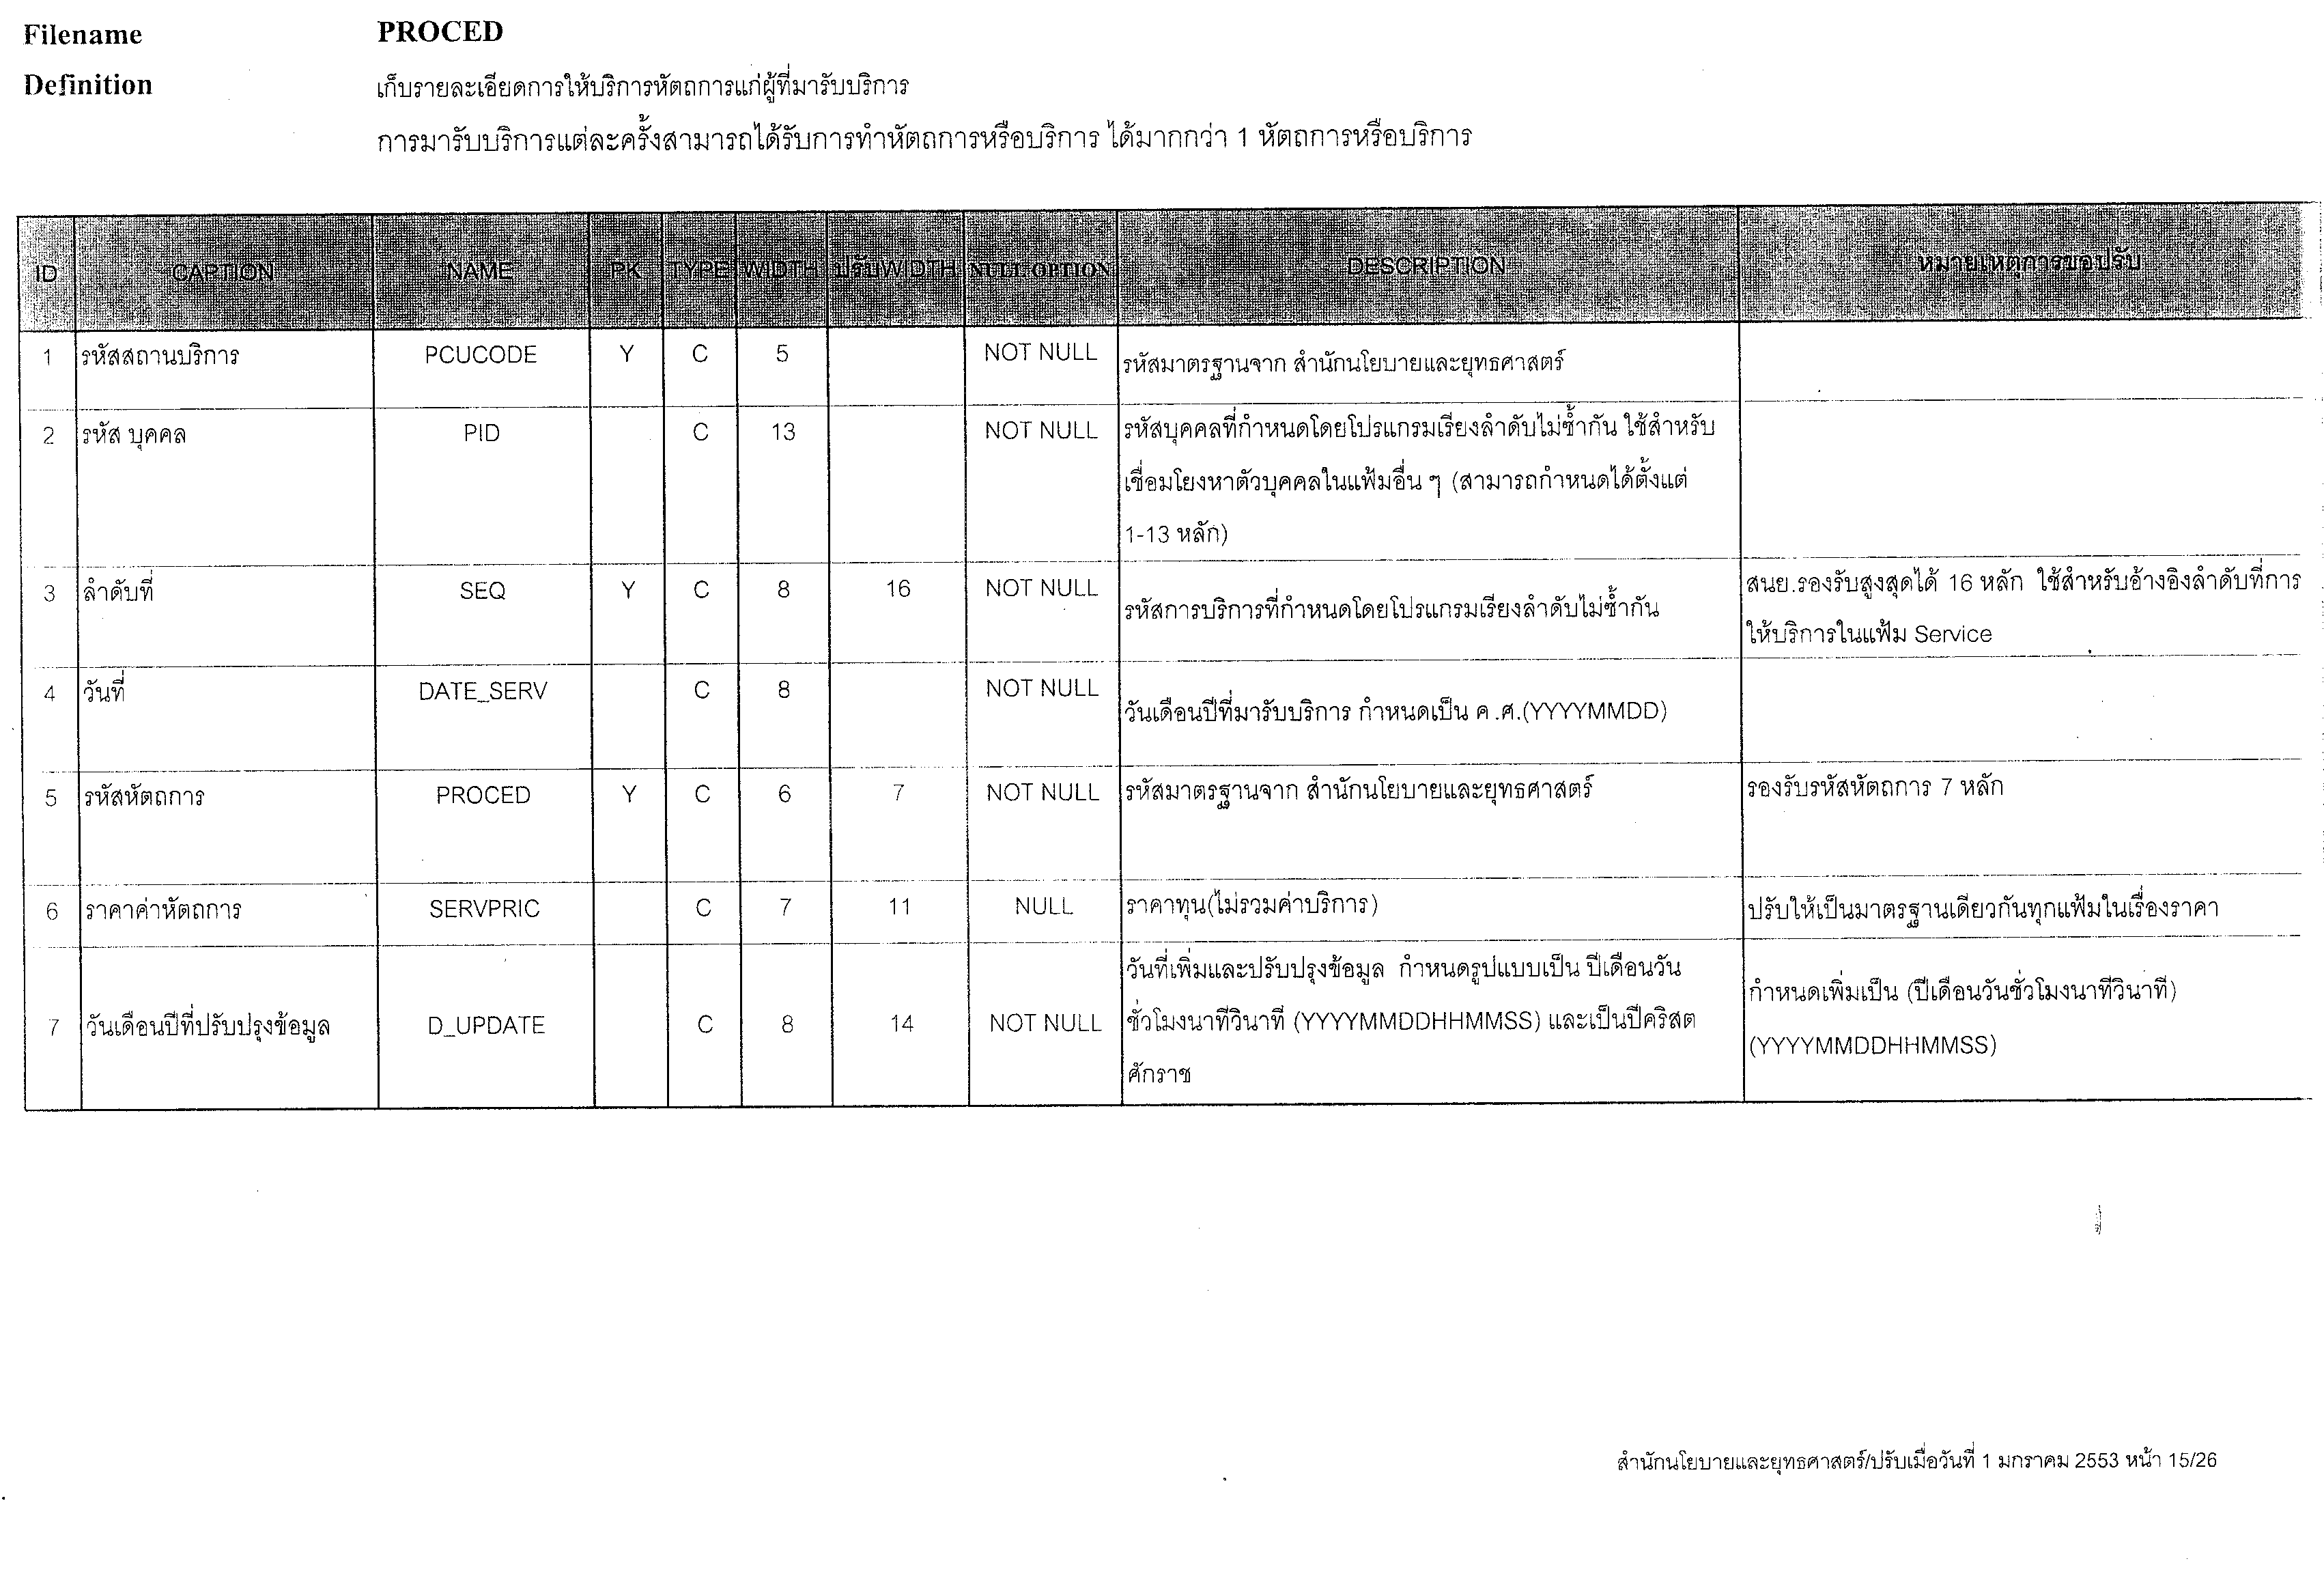 Filename PROCED
Definition เก็บรายละเอียดการให้บริการหัตถการแก่ผู้ที่มารับบริการ
การมารับบริการแต่ละครั้งสามารถได้รับการทำหัตถการหรือบริการ ได้มากกว่า 1 หัตถการหรือบริการ
ID CAPTION NAME PK TYPE WIDTH ปรับWIDTH NULL OPTION DESCRIPTION หมายเหตุการขอปรับ
1 รหัสสถานบริการ PCUCODE Y C 5 NOT NULL รหัสมาตรฐานจาก สำนักนโยบายและยุทธศาสตร์
2 รหัส บุคคล PID C 13 NOT NULL รหัสบุคคลที่กำหนดโดยโปรแกรมเรียงลำดับไม่ซ้ำกัน ใช้สำหรับ
เชื่อมโยงหาตัวบุคคลในแฟ้มอื่น ๆ (สามารถกำหนดได้ตั้งแต่
1-13 หลัก)
3 ลำดับที่ SEQ Y C 8 16 NOT NULL รหัสการบริการที่กำหนดโดยโปรแกรมเรียงลำดับไม่ซ้ำกัน สนย.รองรับสูงสุดได้ 16 หลัก ใช้สำหรับอ้างอิงลำดับที่การ
ให้บริการในแฟ้ม Service
4 วันที่ DATE_SERV C 8 NOT NULL วันเดือนปีที่มารับบริการ กำหนดเป็น ค.ศ.(YYYYMMDD)
5 รหัสหัตถการ PROCED Y C 6 7 NOT NULL รหัสมาตรฐานจาก สำนักนโยบายและยุทธศาสตร์ รองรับรหัสหัตถการ 7 หลัก
6 ราคาค่าหัตถการ SERVPRIC C 7 11 NULL ราคาทุน(ไม่รวมค่าบริการ) ปรับให้เป็นมาตรฐานเดียวกันทุกแฟ้มในเรื่องราคา
7 วันเดือนปีที่ปรับปรุงข้อมูล D_UPDATE C 8 14 NOT NULL วันที่เพิ่มและปรับปรุงข้อมูล กำหนดรูปแบบเป็น ปีเดือนวัน
ชั่วโมงนาทีวินาที (YYYYMMDDHHMMSS) และเป็นปีคริสต
ศักราช
กำหนดเพิ่มเป็น (ปีเดือนวันชั่วโมงนาทีวินาที)
(YYYYMMDDHHMMSS)
สำนักนโยบายและยุทธศาสตร์/ปรับเมื่อวันที่ 1 มกราคม 2553 หน้า 15/26